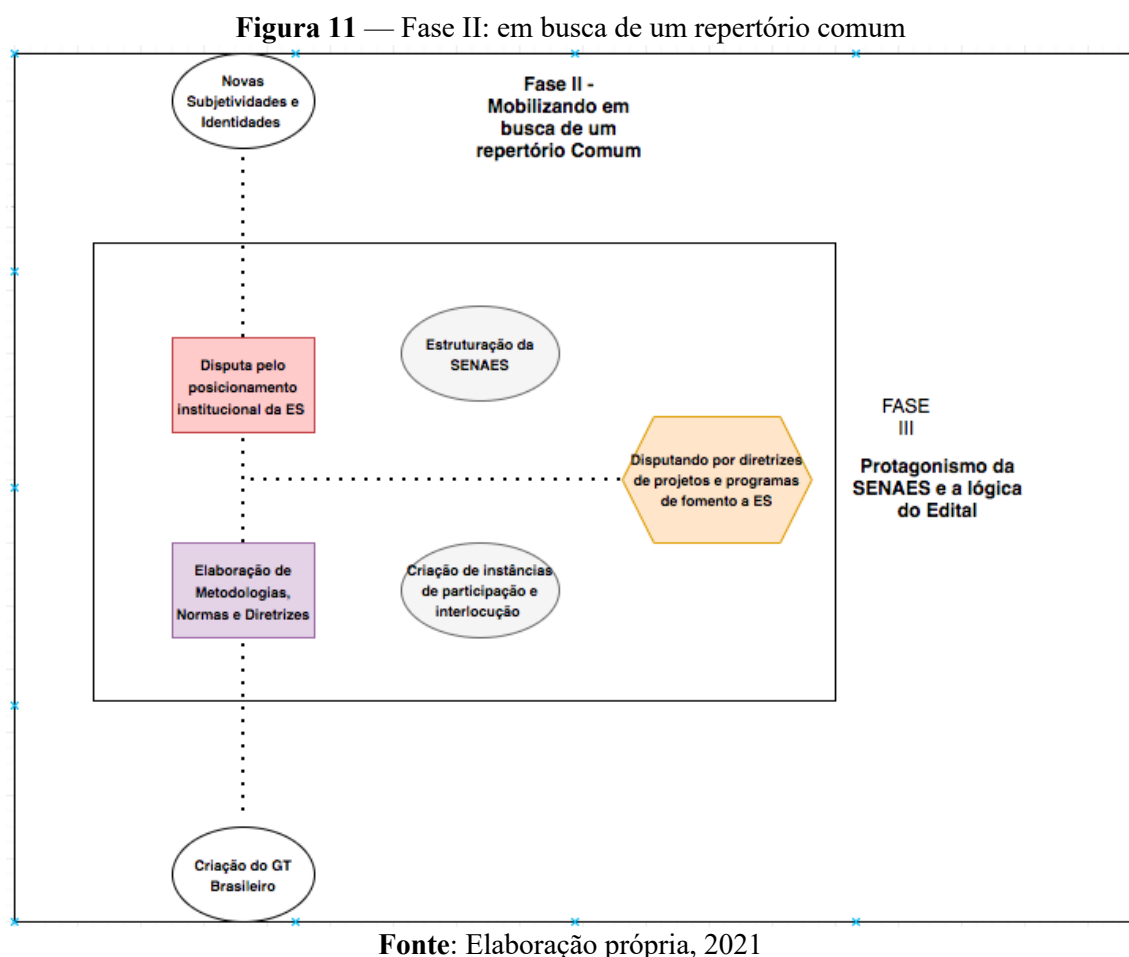 Figura 11 — Fase II: em busca de um repertório comum
Novas
Subjetividades e
Identidades
Fase II -
Mobilizando em
busca de um
repertório Comum
Disputa pelo
posicionamento
institucional da ES
Estruturação da
SENAES
Disputando por diretrizes
de projetos e programas
de fomento a ES
FASE
III
Protagonismo da
SENAES e a lógica
do Edital
Elaboração de
Metodologias,
Normas e Diretrizes
Criação de instâncias
de participação e
interlocução
Criação do GT
Brasileiro
Fonte: Elaboração própria, 2021